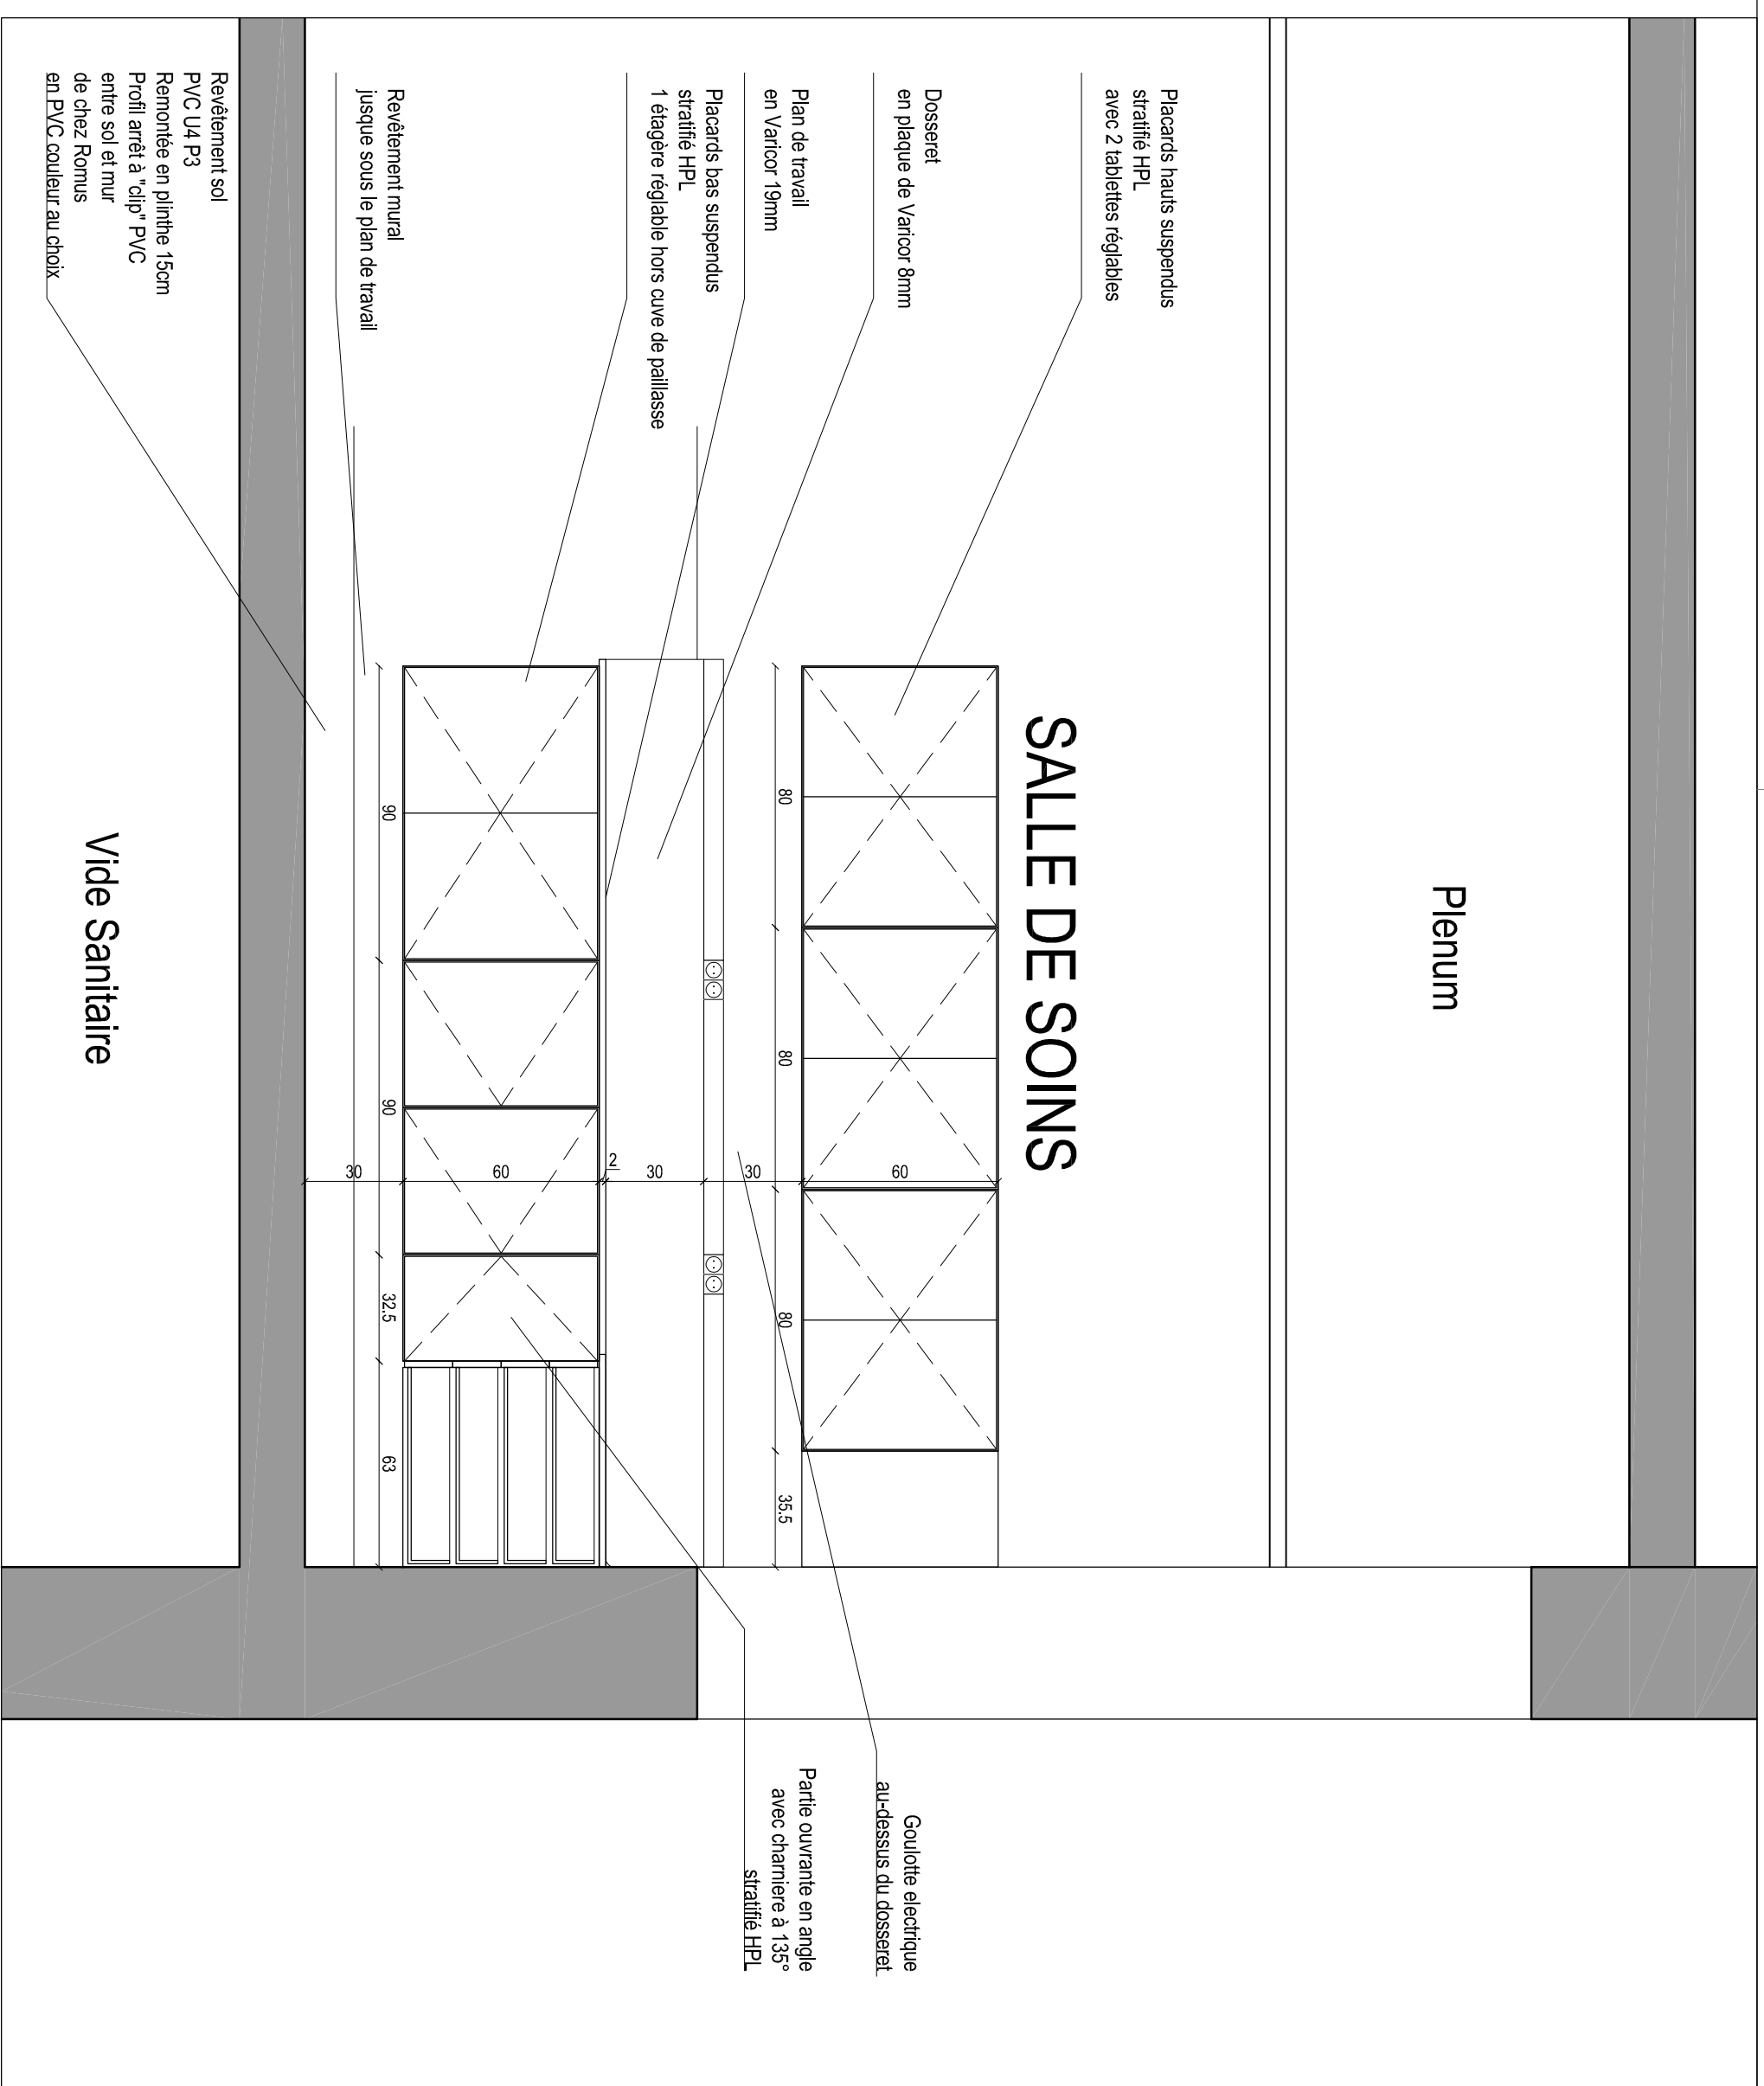 Plenum
SALLE DE SOINS
Placards hauts suspendus
stratifié HPL
avec 2 tablettes réglables
Dosseret
en plaque de Varicor 8mm
Plan de travail
en Varicor 19mm
Placards bas suspendus
stratifié HPL
1 étagère réglable hors cuve de paillasse
Revêtement mural
jusque sous le plan de travail
Revêtement sol
PVC U4 P3
Remontée en plinthe 15cm
Profil arrêt à "clip" PVC
entre sol et mur
de chez Romus
en PVC couleur au choix
Goulotte electrique
au-dessus du dosseret
Partie ouvrante en angle
avec charniere à 135°
stratifié HPL
80
80
80
35.5
60
30
30
2
60
30
90
90
32.5
63
Vide Sanitaire